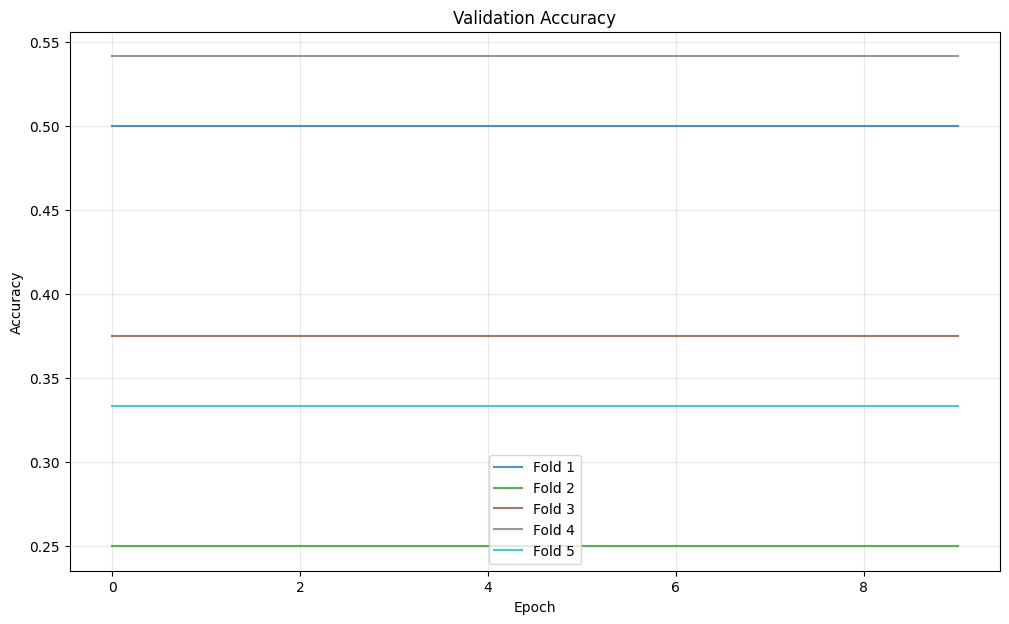 Validation Accuracy
0.55
0.50
0.45
0.40
0.35
0.30
0.25
Accuracy
Fold 1
Fold 2
Fold 3
Fold 4
Fold 5
0 2 4 6 8
Epoch